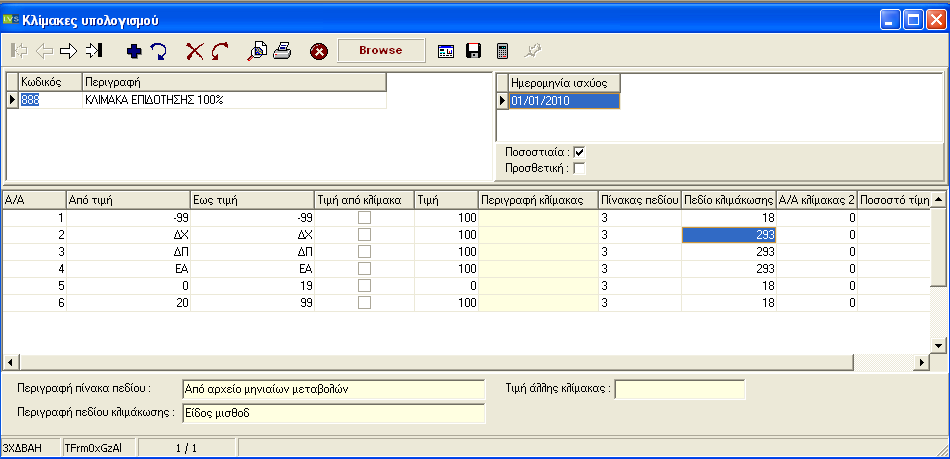 LVS Κλίμακες υπολογισμού
Browse
Κωδικός Περιγραφή
888 ΚΛΙΜΑΚΑ ΕΠΙΔΟΤΗΣΗΣ 100%
Ημερομηνία ισχύος
01/01/2010
Ποσοστιαία :
Προσθετική :
Α/Α Από τιμή Εως τιμή Τιμή από κλίμακα Τιμή Περιγραφή κλίμακας Πίνακας πεδίου Πεδίο κλιμάκωσης Α/Α κλίμακας 2 Ποσοστό τίμη
1 -99 -99 100 3 18 0
2 ΔΧ ΔΧ 100 3 293 0
3 ΔΠ ΔΠ 100 3 293 0
4 ΕΑ ΕΑ 100 3 293 0
5 0 19 0 3 18 0
6 20 99 100 3 18 0
Περιγραφή πίνακα πεδίου : Από αρχείο μηνιαίων μεταβολών Τιμή άλλης κλίμακας :
Περιγραφή πεδίου κλιμάκωσης : Είδος μισθοδ
3ΧΔΒΑΗ TFrm0xGzAl 1 / 1